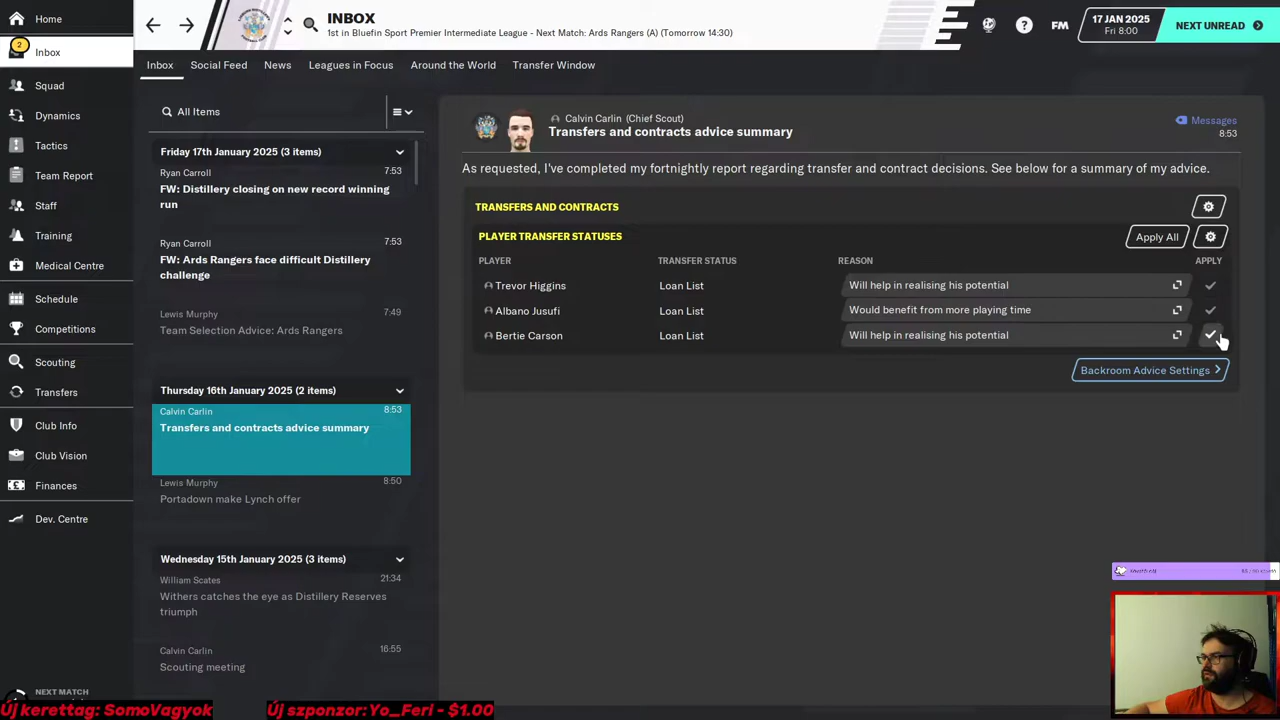 Home
2
Inbox
Squad
Dynamics
Tactics
Team Report
Staff
Training
Medical Centre
Schedule
Competitions
Scouting
Transfers
Club Info
Club Vision
Finances
Dev. Centre
NEXT MATCH
INBOX
1st in Bluefin Sport Premier Intermediate League - Next Match: Ards Rangers (A) (Tomorrow 14:30)
?
FM
17 JAN 2025
Fri 8:00
NEXT UNREAD
Inbox
Social Feed
News
Leagues in Focus
Around the World
Transfer Window
All Items
Friday 17th January 2025 (3 items)
Ryan Carroll 7:53
FW: Distillery closing on new record winning
run
Ryan Carroll 7:53
FW: Ards Rangers face difficult Distillery
challenge
Lewis Murphy 7:49
Team Selection Advice: Ards Rangers
Thursday 16th January 2025 (2 items)
Calvin Carlin 8:53
Transfers and contracts advice summary
Lewis Murphy 8:50
Portadown make Lynch offer
Wednesday 15th January 2025 (3 items)
William Scates 21:34
Withers catches the eye as Distillery Reserves
triumph
Calvin Carlin 16:55
Scouting meeting
Calvin Carlin (Chief Scout)
Transfers and contracts advice summary
Messages
8:53
As requested, I've completed my fortnightly report regarding transfer and contract decisions. See below for a summary of my advice.
TRANSFERS AND CONTRACTS
PLAYER TRANSFER STATUSES
Apply All
PLAYER TRANSFER STATUS REASON APPLY
Trevor Higgins Loan List Will help in realising his potential
Albano Jusufi Loan List Would benefit from more playing time
Bertie Carson Loan List Will help in realising his potential
Backroom Advice Settings
Új kerettag: SomoVagyok
Új szponzor: Yo_Feri - $1.00